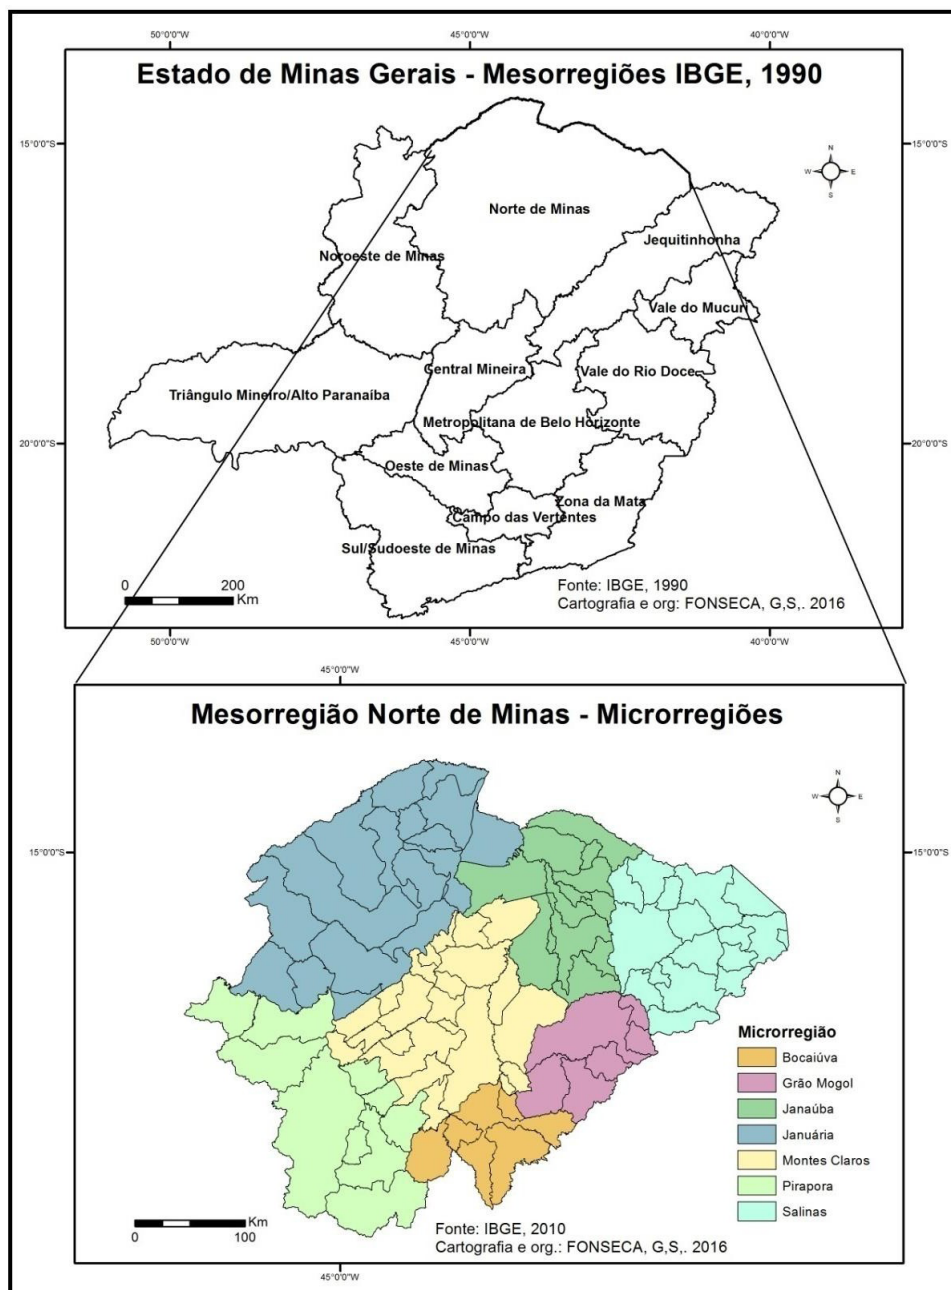 50°0'0"W 45°0'0"W 40°0'0"W
Estado de Minas Gerais - Mesorregiões IBGE, 1990
15°0'0"S 15°0'0"S
N
W E
S
Norte de Minas
Jequitinhonha
Noroeste de Minas
Vale do Mucuri
Central Mineira
Vale do Rio Doce
Triângulo Mineiro/Alto Paranaíba
Metropolitana de Belo Horizonte
20°0'0"S 20°0'0"S
Oeste de Minas
Zona da Mata
Campo das Vertentes
Sul/Sudoeste de Minas
0 200
Km
Fonte: IBGE, 1990
Cartografia e org: FONSECA, G,S,. 2016
50°0'0"W 45°0'0"W 40°0'0"W
45°0'0"W
Mesorregião Norte de Minas - Microrregiões
N
W E
S
15°0'0"S 15°0'0"S
Microrregião
Bocaiúva
Grão Mogol
Janaúba
Januária
Montes Claros
Pirapora
Salinas
Km
0 100
Fonte: IBGE, 2010
Cartografia e org.: FONSECA, G,S,. 2016
45°0'0"W